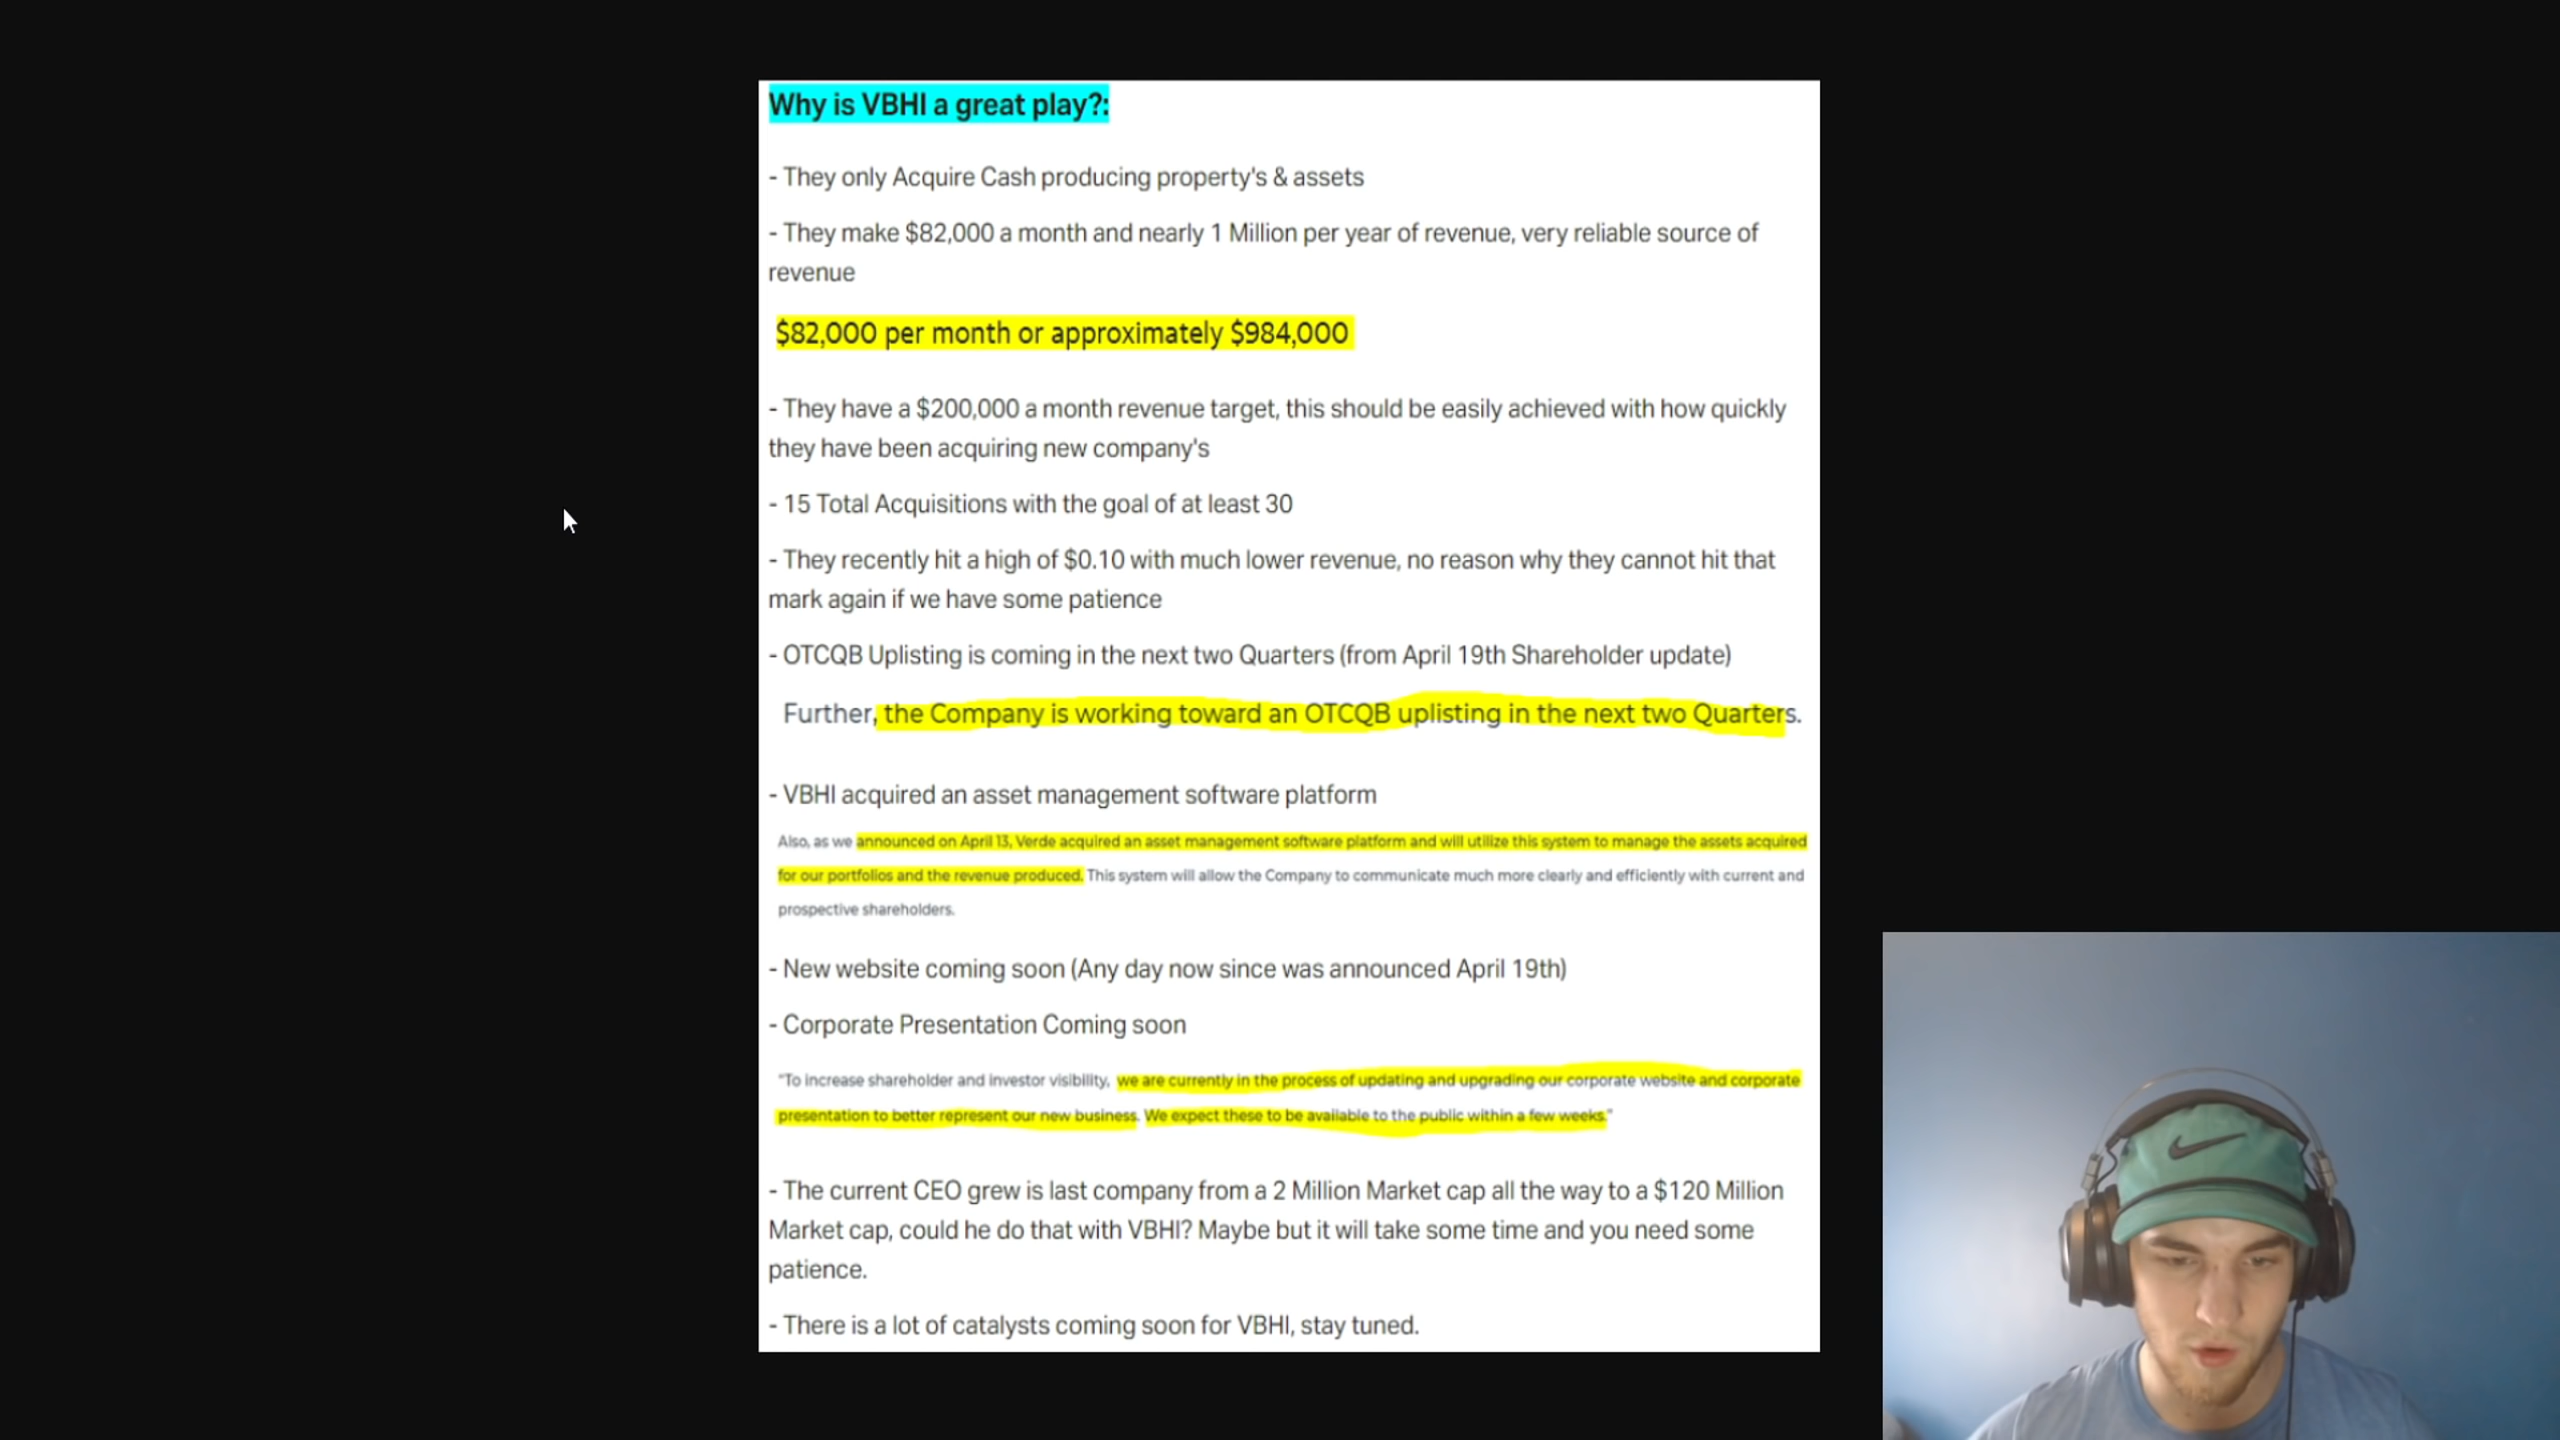 Why is VBHI a great play?:
- They only Acquire Cash producing property's & assets
- They make $82,000 a month and nearly 1 Million per year of revenue, very reliable source of
revenue
$82,000 per month or approximately $984,000
- They have a $200,000 a month revenue target, this should be easily achieved with how quickly
they have been acquiring new company's
- 15 Total Acquisitions with the goal of at least 30
- They recently hit a high of $0.10 with much lower revenue, no reason why they cannot hit that
mark again if we have some patience
- OTCQB Uplisting is coming in the next two Quarters (from April 19th Shareholder update)
Further, the Company is working toward an OTCQB uplisting in the next two Quarters.
- VBHI acquired an asset management software platform
Also, as we announced on April 13, Verde acquired an asset management software platform and will utilize this system to manage the assets acquired
for our portfolios and the revenue produced. This system will allow the Company to communicate much more clearly and efficiently with current and
prospective shareholders.
- New website coming soon (Any day now since was announced April 19th)
- Corporate Presentation Coming soon
"To increase shareholder and investor visibility, we are currently in the process of updating and upgrading our corporate website and corporate
presentation to better represent our new business. We expect these to be available to the public within a few weeks."
- The current CEO grew is last company from a 2 Million Market cap all the way to a $120 Million
Market cap, could he do that with VBHI? Maybe but it will take some time and you need some
patience.
- There is a lot of catalysts coming soon for VBHI, stay tuned.